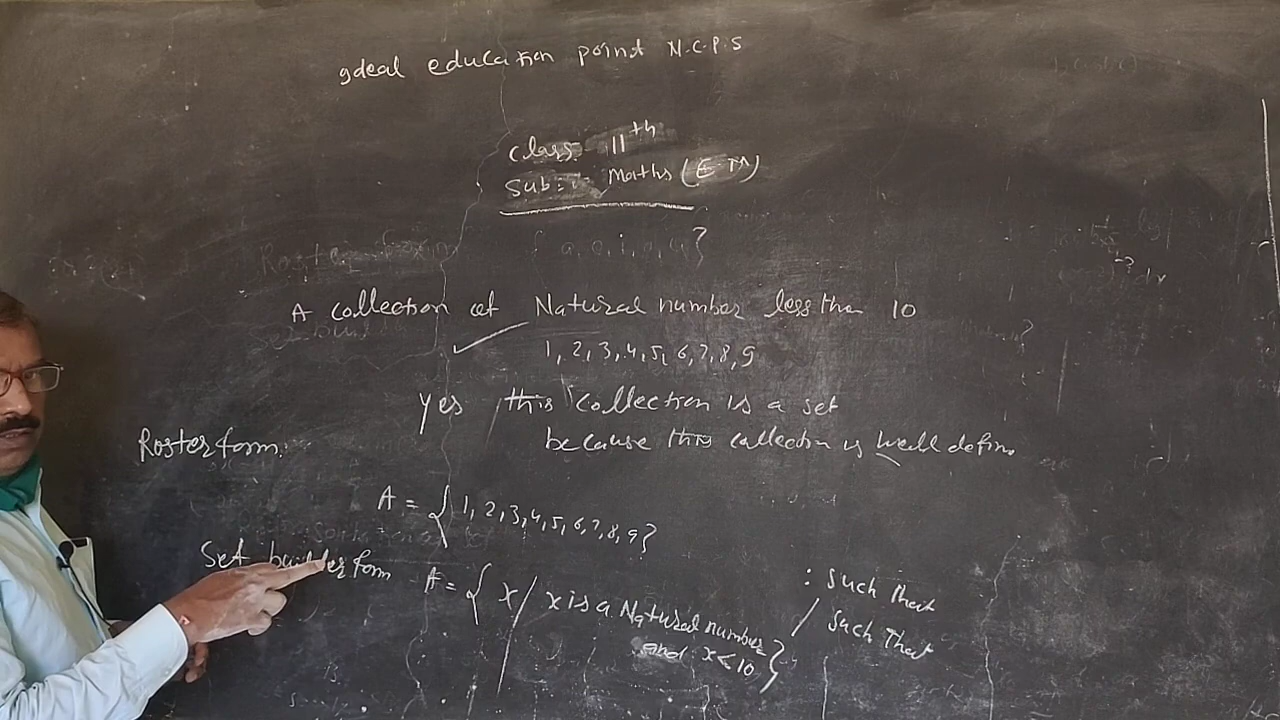 gdeal education point N.C.P.S
Class 11th
Sub:- Maths (E.M)
A collection of Natural number less than 10
1, 2, 3, 4, 5, 6, 7, 8, 9
yes this collection is a set
because this collection is well define
Roster form:
A = { 1, 2, 3, 4, 5, 6, 7, 8, 9 }
Set builder form
A = { x / x is a Natural number
and x < 10 }
: such that
/ such that